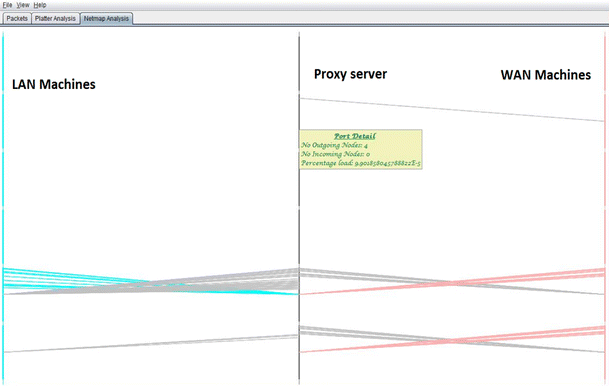 File View Help
Packets Platter Analysis Netmap Analysis
LAN Machines
Proxy server
WAN Machines
Port Detail
No Outgoing Nodes: 4
No Incoming Nodes: 0
Percentage load: 9.901858045788822E-5